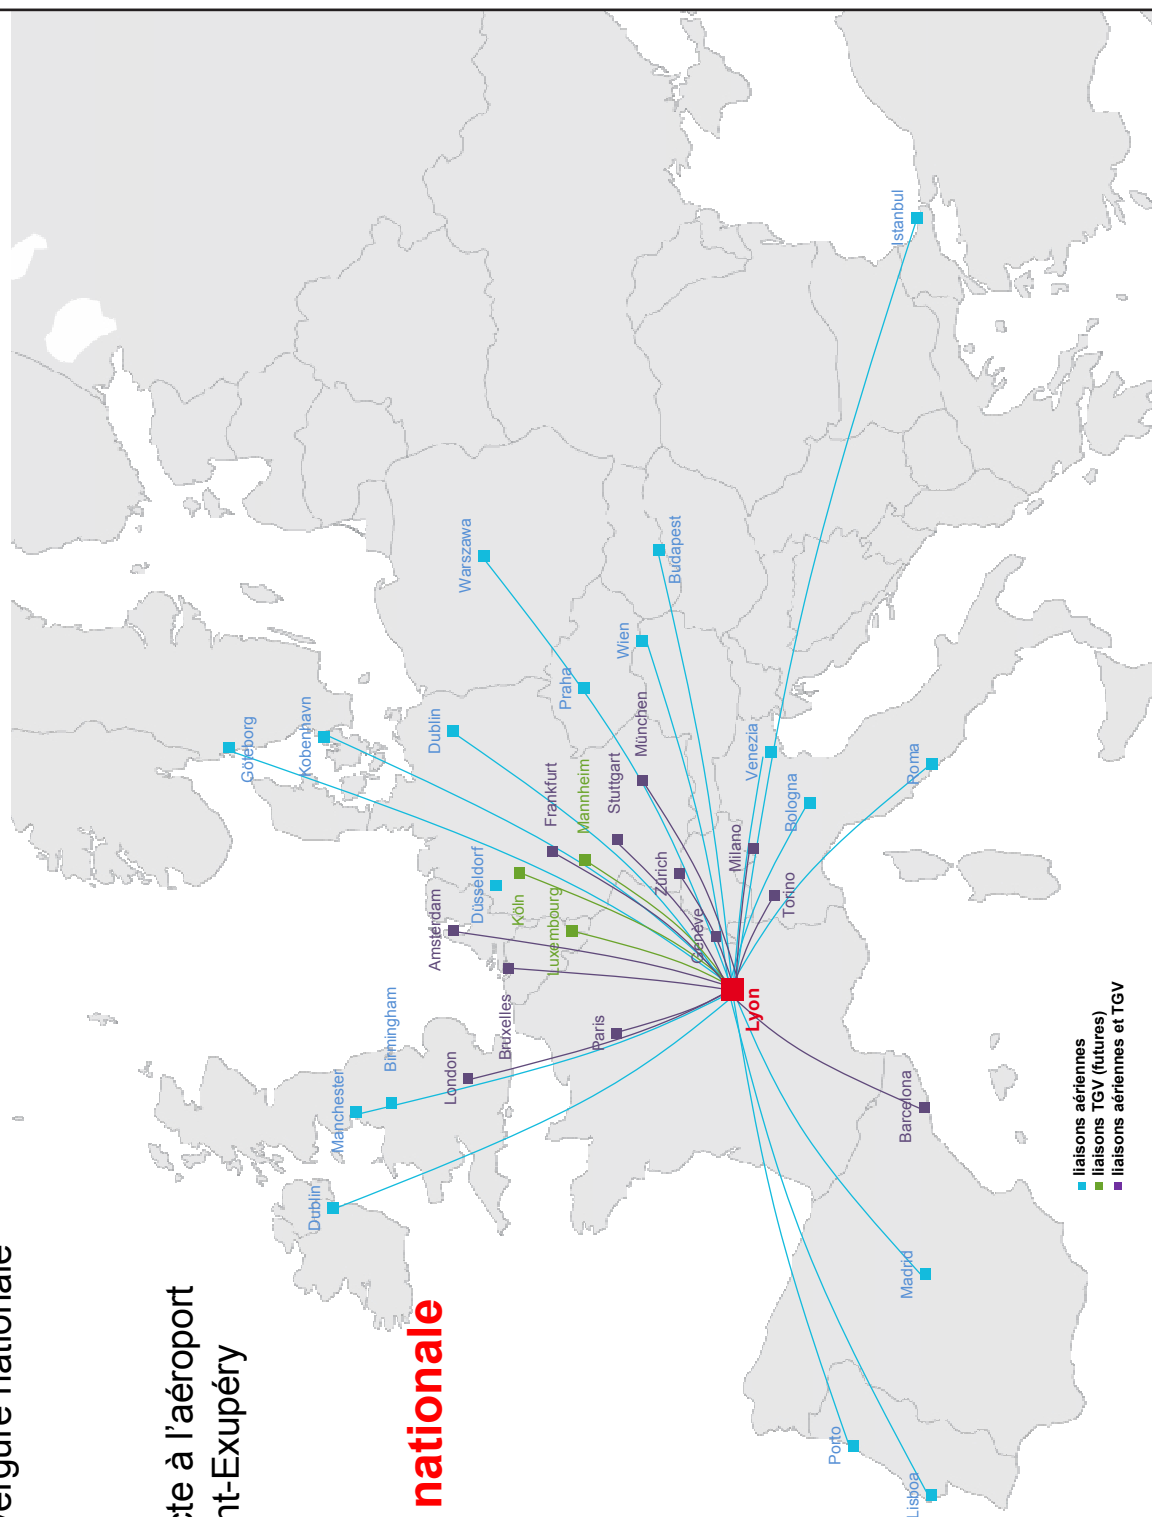 ergure nationale
cte à l'aéroport
nt-Exupéry
nationale
Göteborg
Kobenhavn
Dublin
Manchester
Birmingham
Amsterdam
Dublin
Warszawa
London
Düsseldorf
Köln
Bruxelles
Luxembourg
Frankfurt
Mannheim
Praha
Paris
Stuttgart
München
Wien
Budapest
Zürich
Genève
Milano
Venezia
Lyon
Torino
Bologna
Porto
Istanbul
Roma
Barcelona
Madrid
Lisboa
liaisons aériennes
liaisons TGV (futures)
liaisons aériennes et TGV